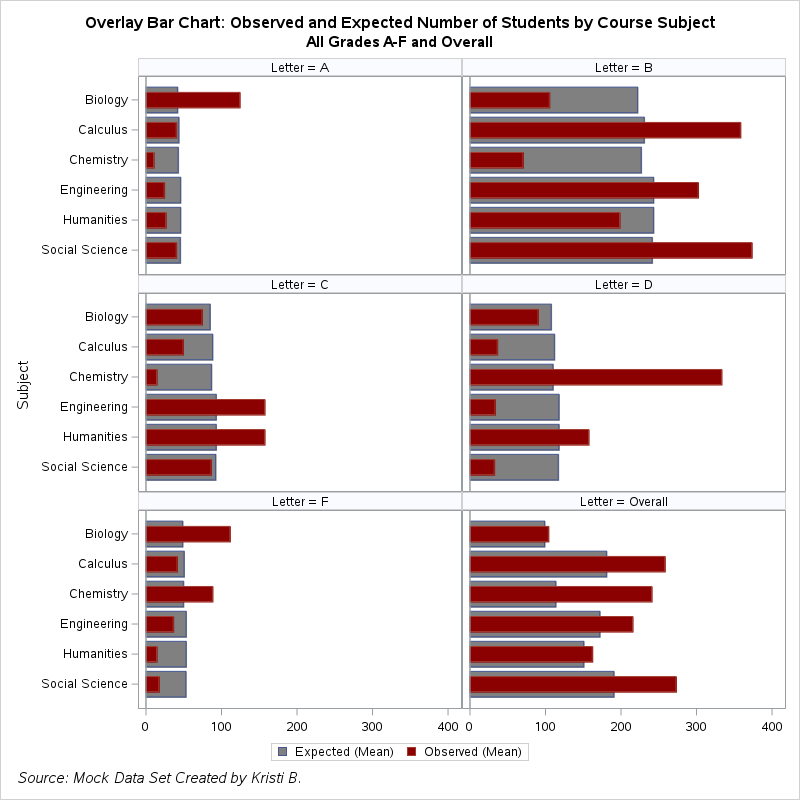 Overlay Bar Chart: Observed and Expected Number of Students by Course Subject
All Grades A-F and Overall
Letter = A
Letter = B
Biology
Calculus
Chemistry
Engineering
Humanities
Social Science
Letter = C
Letter = D
Biology
Calculus
Chemistry
Engineering
Humanities
Social Science
Subject
Letter = F
Letter = Overall
Biology
Calculus
Chemistry
Engineering
Humanities
Social Science
0 100 200 300 400
0 100 200 300 400
Expected (Mean) Observed (Mean)
Source: Mock Data Set Created by Kristi B.